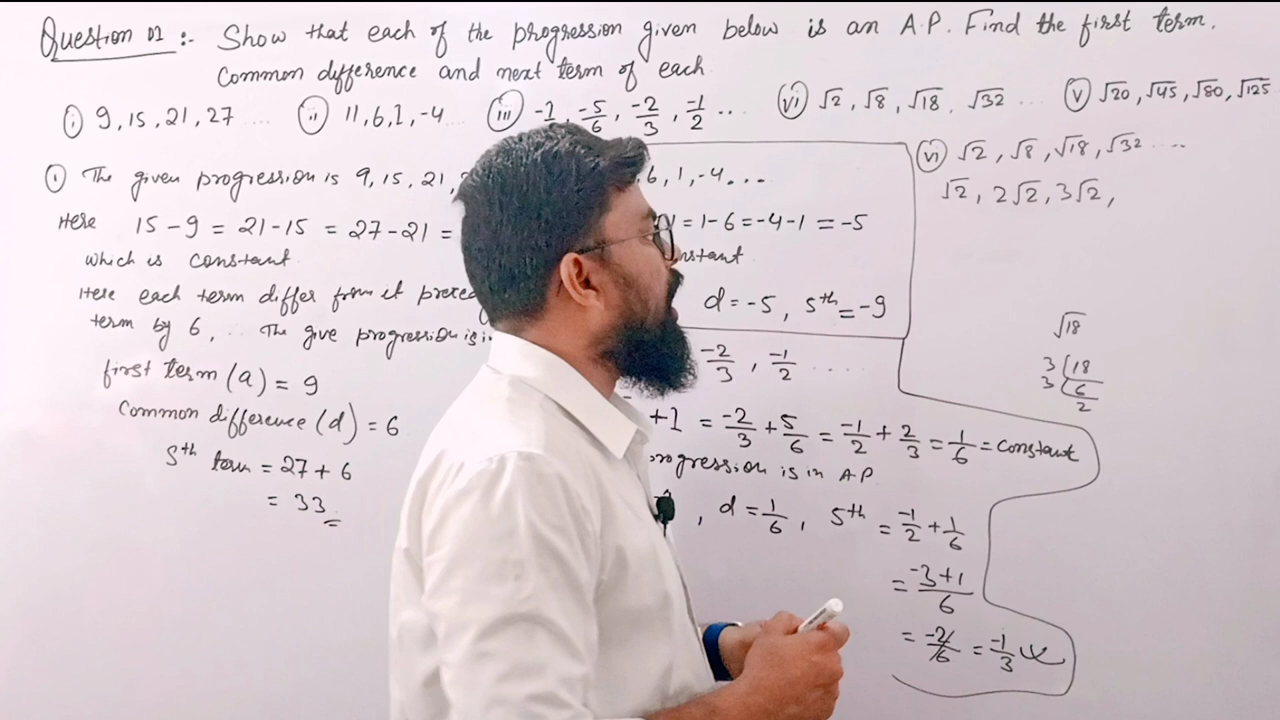 Question 01 :- Show that each of the progression given below is an A.P. Find the first term.
Common difference and next term of each
(i) 9, 15, 21, 27 .... (ii) 11, 6, 1, -4 ... (iii) -1, -5/6, -2/3, -1/2 ... (vi) √2, √8, √18, √32 ... (v) √20, √45, √80, √125
(i) The given progression is 9, 15, 21,
Here 15 - 9 = 21 - 15 = 27 - 21 =
which is constant.
Here each term differ from it
term by 6, ... The give progression is
first term (a) = 9
Common difference (d) = 6
5th term = 27 + 6
= 33
6, 1, -4...
= 1 - 6 = -4 - 1 = -5
d = -5, 5th = -9
-2/3, -1/2 ....
+1 = -2/3 + 5/6 = -1/2 + 2/3 = 1/6 = constant
progression is in AP.
, d = 1/6, 5th = -1/2 + 1/6
= -3+1/6
= -2/6 = -1/3
(vi) √2, √8, √18, √32 ....
√2, 2√2, 3√2,
√18
3 | 18
3 | 6
2